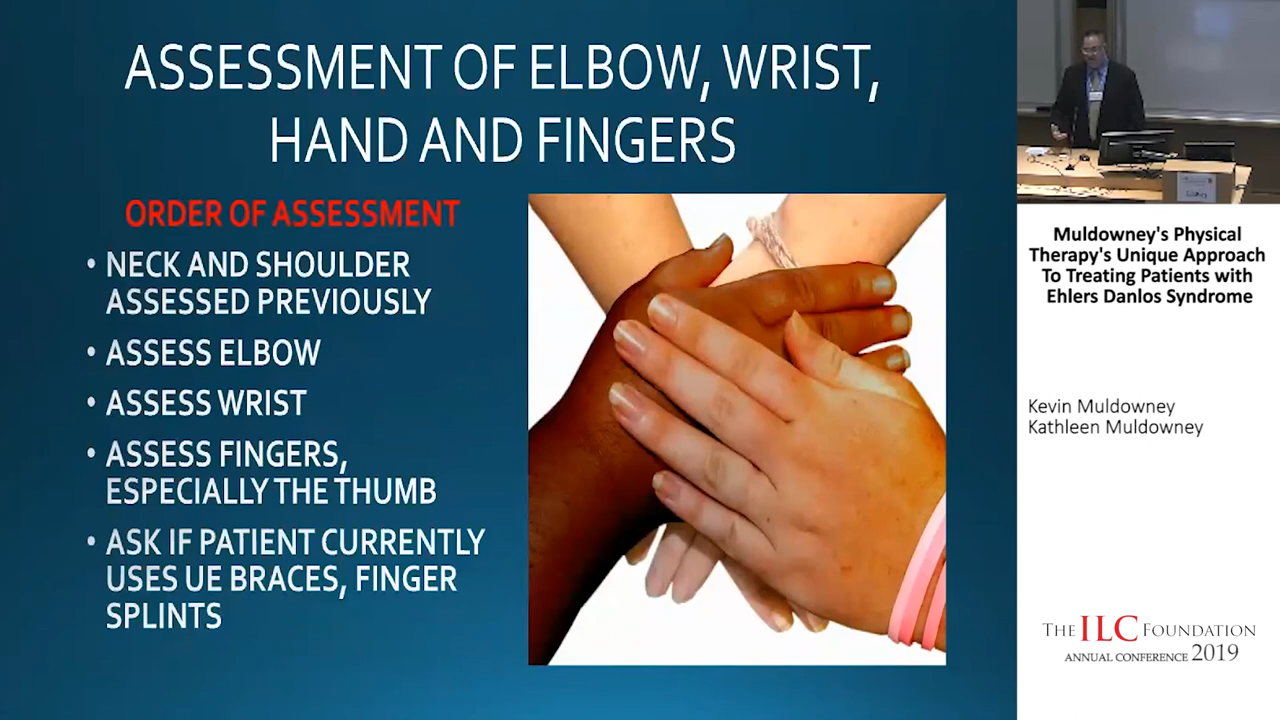 ASSESSMENT OF ELBOW, WRIST,
HAND AND FINGERS
ORDER OF ASSESSMENT
• NECK AND SHOULDER
ASSESSED PREVIOUSLY
• ASSESS ELBOW
• ASSESS WRIST
• ASSESS FINGERS,
ESPECIALLY THE THUMB
• ASK IF PATIENT CURRENTLY
USES UE BRACES, FINGER
SPLINTS
Muldowney's Physical
Therapy's Unique Approach
To Treating Patients with
Ehlers Danlos Syndrome
Kevin Muldowney
Kathleen Muldowney
THE ILC FOUNDATION
ANNUAL CONFERENCE 2019